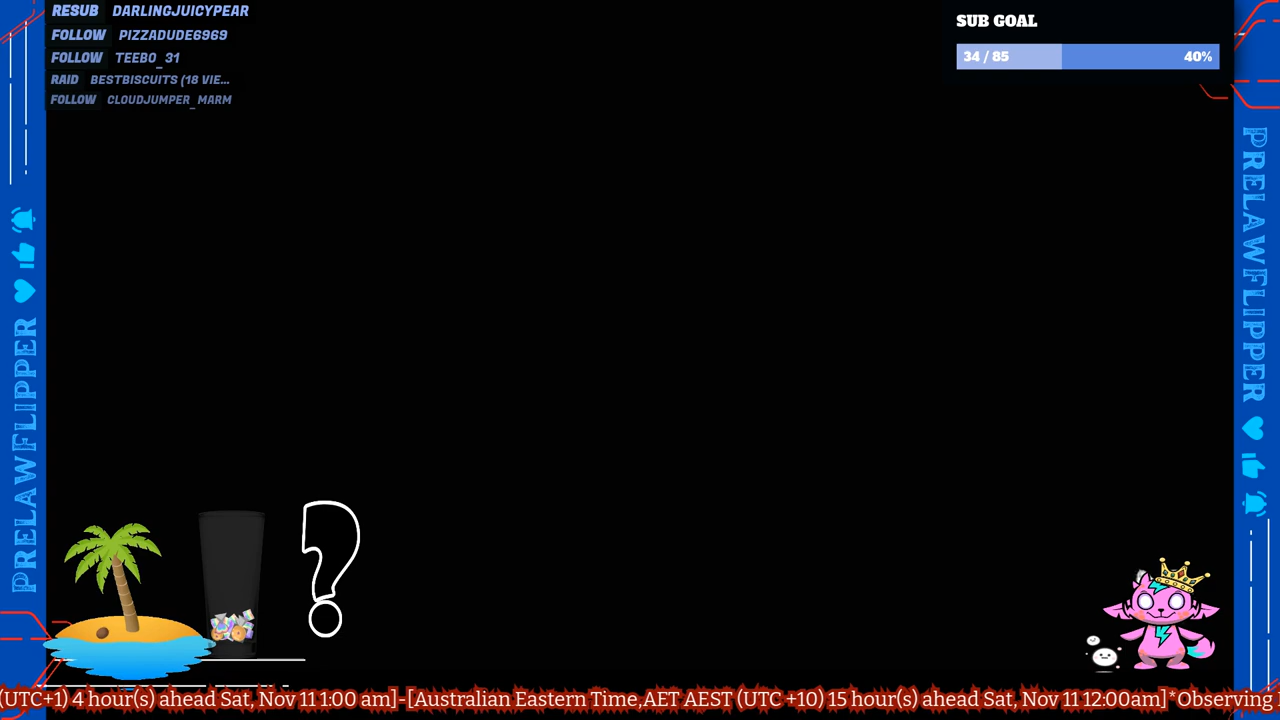 RESUB DARLINGJUICYPEAR
FOLLOW PIZZADUDE6969
FOLLOW TEEBO_31
RAID BESTBISCUITS (18 VIE...
FOLLOW CLOUDJUMPER_MARM
SUB GOAL
34 / 85 40%
PRELAWFLIPPER
PRELAWFLIPPER
?
(UTC+1) 4 hour(s) ahead Sat, Nov 11 1:00 am]-[Australian Eastern Time,AET AEST (UTC +10) 15 hour(s) ahead Sat, Nov 11 12:00am]*Observing